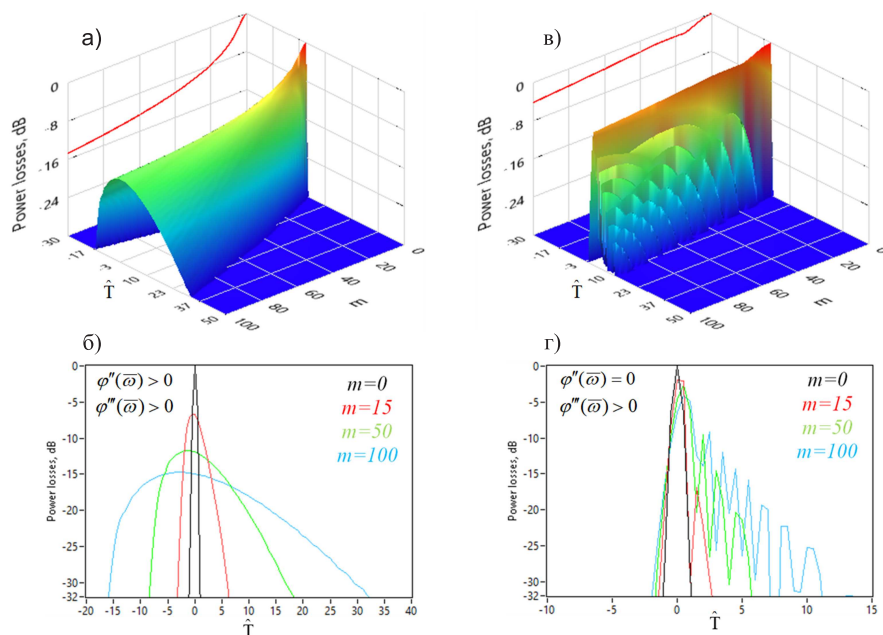 а)
Power losses, dB
0
-8
-16
-24
-30
-17
-3
10
23
37
50
T̂
100
80
60
40
20
0
m
в)
Power losses, dB
0
-8
-16
-24
-30
-17
-3
10
23
37
50
T̂
100
80
60
40
20
0
m
б)
Power losses, dB
0
-5
-10
-15
-20
-25
-30
-32
φ″(ω̅) > 0
φ‴(ω̅) > 0
m=0
m=15
m=50
m=100
-20 -15 -10 -5 0 5 10 15 20 25 30 35 40
T̂
г)
Power losses, dB
0
-5
-10
-15
-20
-25
-30
-32
φ″(ω̅) = 0
φ‴(ω̅) > 0
m=0
m=15
m=50
m=100
-10 -5 0 5 10 15
T̂